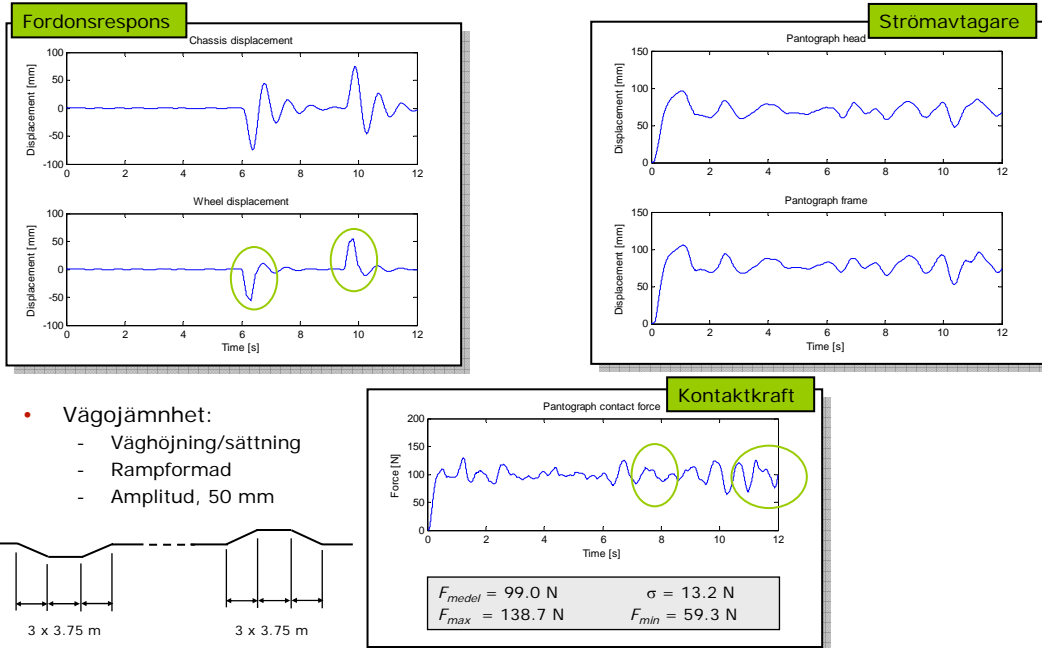 Fordonsrespons
Chassis displacement
100
50
0
-50
-100
Displacement [mm]
0 2 4 6 8 10 12
Wheel displacement
100
50
0
-50
-100
Displacement [mm]
0 2 4 6 8 10 12
Time [s]
Strömavtagare
Pantograph head
150
100
50
0
Displacement [mm]
0 2 4 6 8 10 12
Pantograph frame
150
100
50
0
Displacement [mm]
0 2 4 6 8 10 12
Time [s]
• Vägojämnhet:
- Väghöjning/sättning
- Rampformad
- Amplitud, 50 mm
3 x 3.75 m 3 x 3.75 m
Kontaktkraft
Pantograph contact force
200
150
100
50
0
Force [N]
0 2 4 6 8 10 12
Time [s]
F_medel = 99.0 N σ = 13.2 N
F_max = 138.7 N F_min = 59.3 N